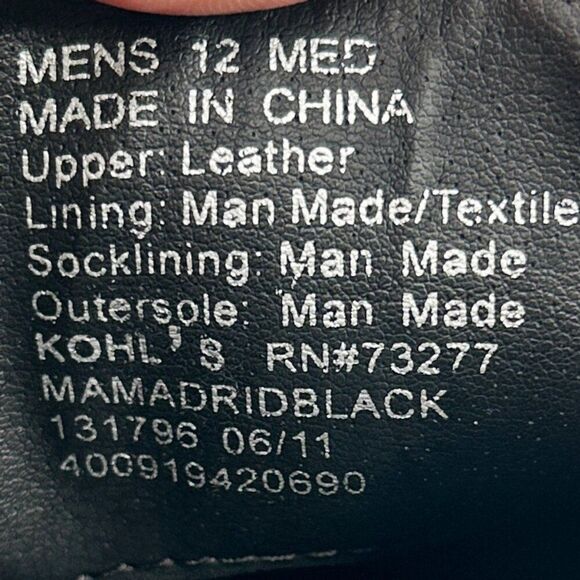 MENS 12 MED
MADE IN CHINA
Upper: Leather
Lining: Man Made/Textile
Socklining: Man Made
Outersole: Man Made
KOHL'S RN#73277
MAMADRIDBLACK
131796 06/11
400919420690